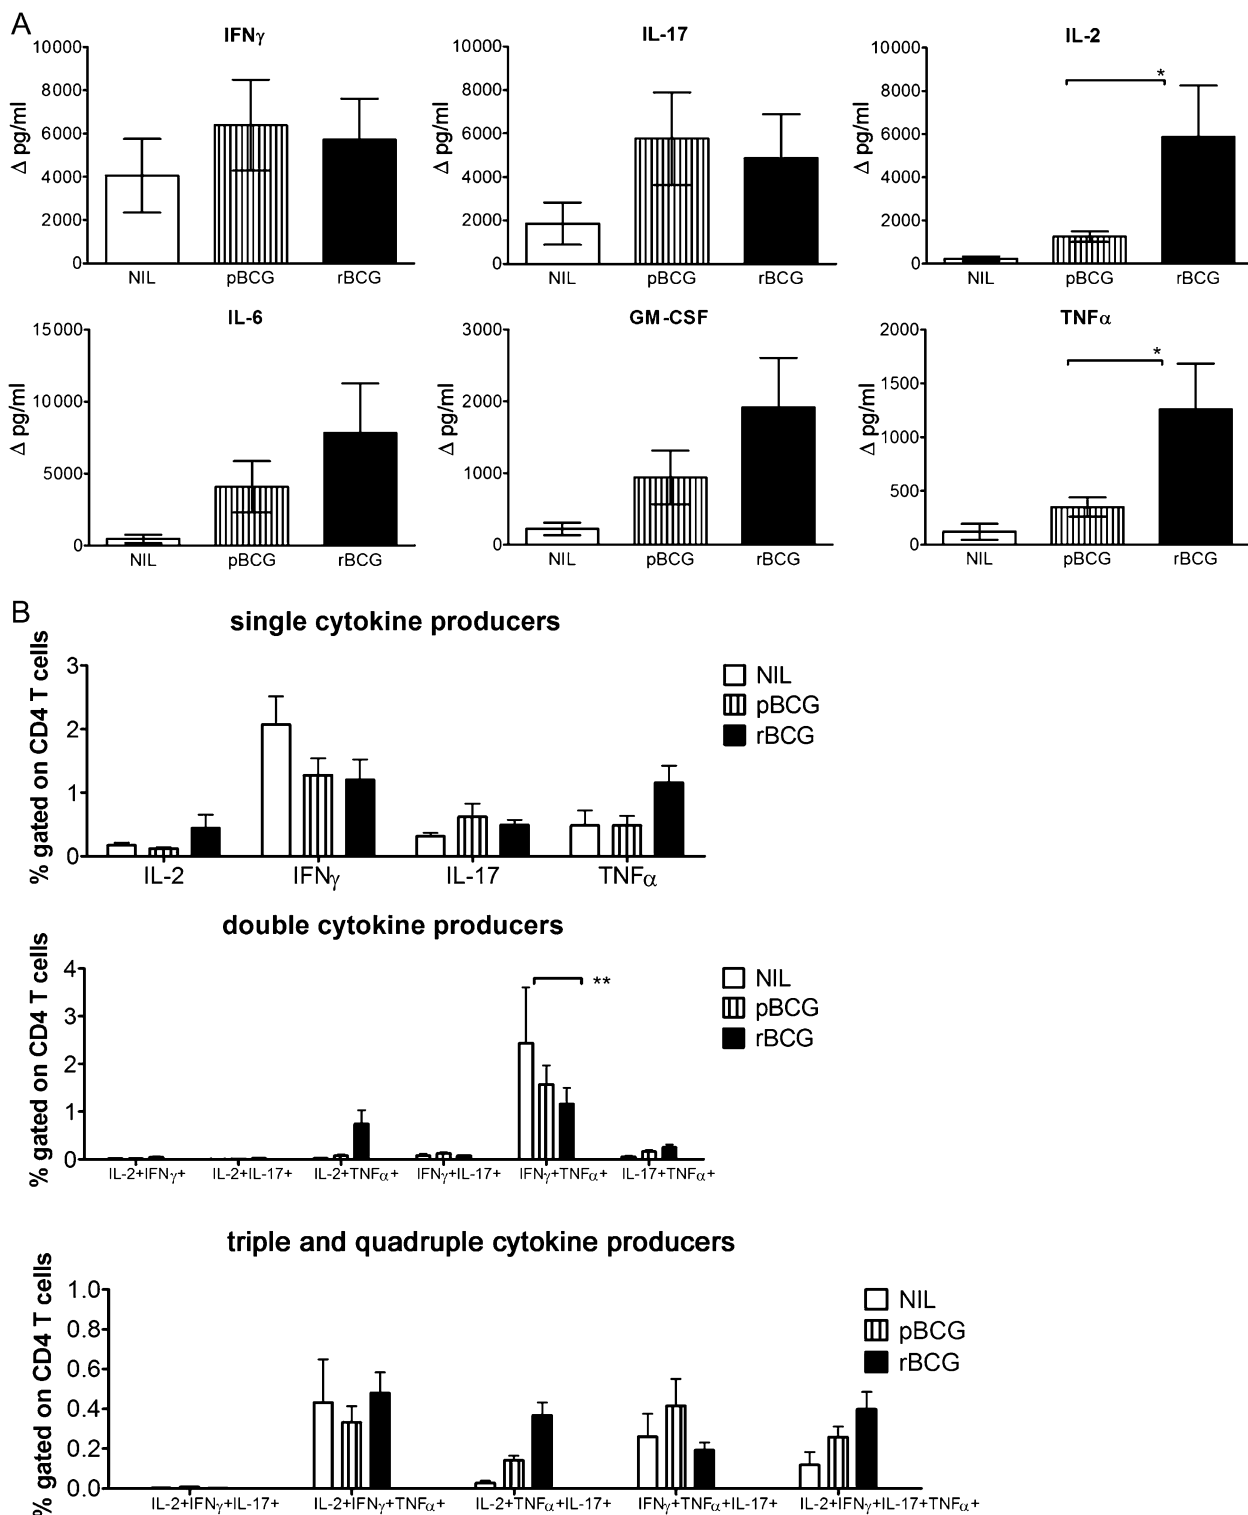 A
IFNγ
IL-17
IL-2
10000
8000
6000
4000
2000
0
Δ pg/ml
NIL pBCG rBCG
10000
8000
6000
4000
2000
0
Δ pg/ml
NIL pBCG rBCG
10000
8000
6000
4000
2000
0
Δ pg/ml
*
NIL pBCG rBCG
IL-6
GM-CSF
TNFα
15000
10000
5000
0
Δ pg/ml
NIL pBCG rBCG
3000
2000
1000
0
Δ pg/ml
NIL pBCG rBCG
2000
1500
1000
500
0
Δ pg/ml
*
NIL pBCG rBCG
B
single cytokine producers
% gated on CD4 T cells
3
2
1
0
IL-2 IFNγ IL-17 TNFα
NIL
pBCG
rBCG
double cytokine producers
% gated on CD4 T cells
4
3
2
1
0
**
IL-2+IFNγ+ IL-2+IL-17+ IL-2+TNFα+ IFNγ+IL-17+ IFNγ+TNFα+ IL-17+TNFα+
NIL
pBCG
rBCG
triple and quadruple cytokine producers
% gated on CD4 T cells
1.0
0.8
0.6
0.4
0.2
0.0
IL-2+IFNγ+IL-17+ IL-2+IFNγ+TNFα+ IL-2+TNFα+IL-17+ IFNγ+TNFα+IL-17+ IL-2+IFNγ+IL-17+TNFα+
NIL
pBCG
rBCG